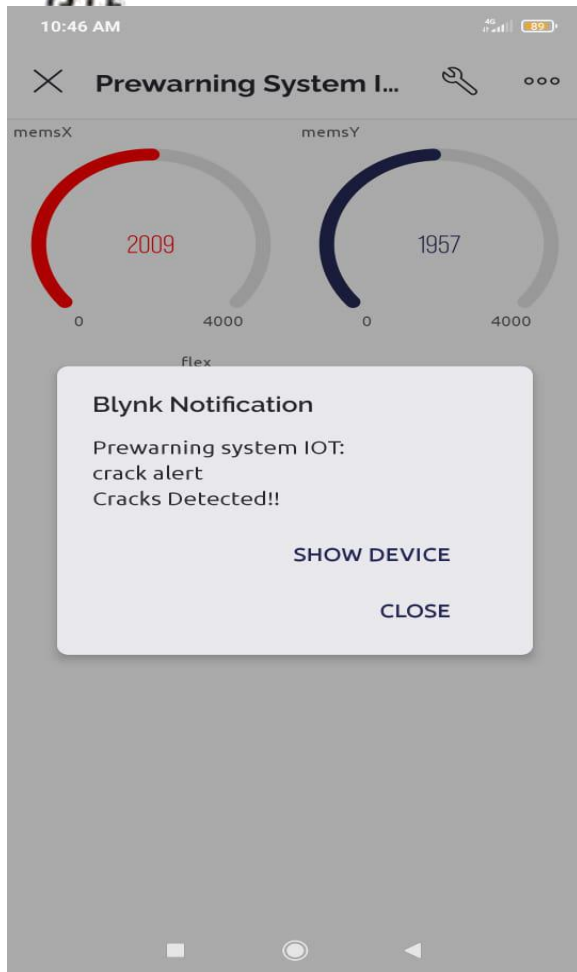 10:46 AM
4G
89
Prewarning System I...
memsX
memsY
2009
1957
0
4000
0
4000
flex
Blynk Notification
Prewarning system IOT:
crack alert
Cracks Detected!!
SHOW DEVICE
CLOSE